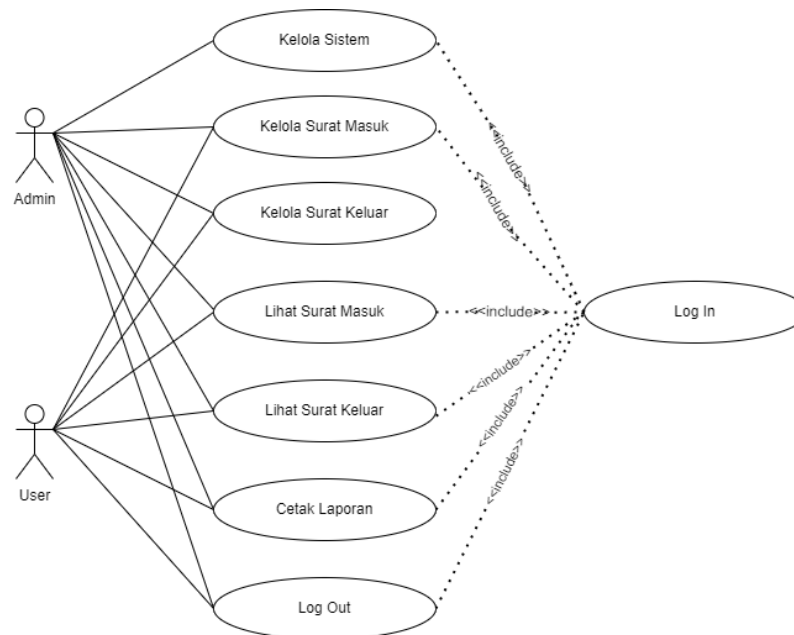 Kelola Sistem
Kelola Surat Masuk
Admin
Kelola Surat Keluar
Lihat Surat Masuk
Lihat Surat Keluar
User
Cetak Laporan
Log Out
<<include>>
<<include>>
<<include>>
<<include>>
<<include>>
<<include>>
Log In